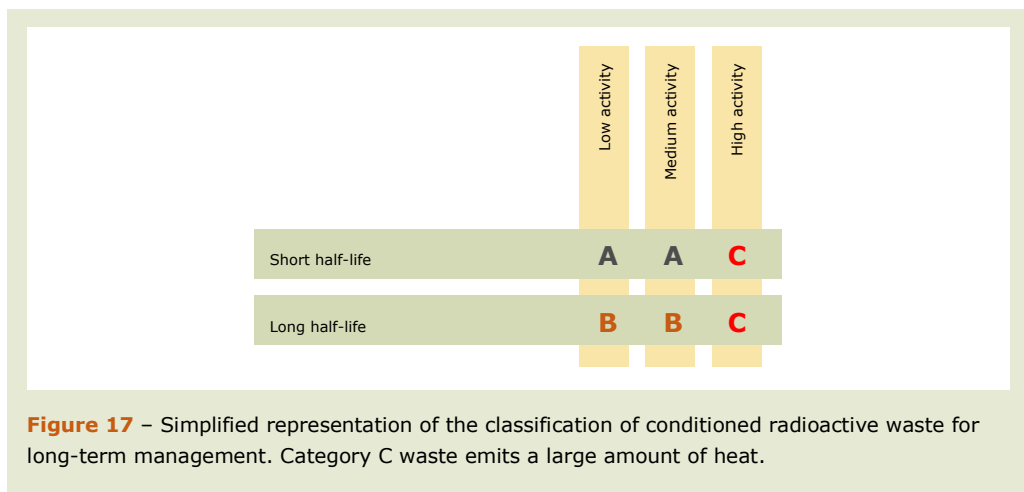 Low activity
Medium activity
High activity
Short half-life A A C
Long half-life B B C
Figure 17 – Simplified representation of the classification of conditioned radioactive waste for
long-term management. Category C waste emits a large amount of heat.